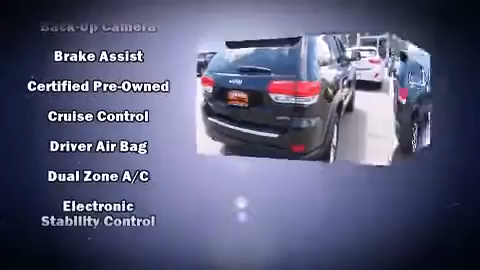 Back-Up Camera
Brake Assist
Certified Pre-Owned
Cruise Control
Driver Air Bag
Dual Zone A/C
Electronic
Stability Control